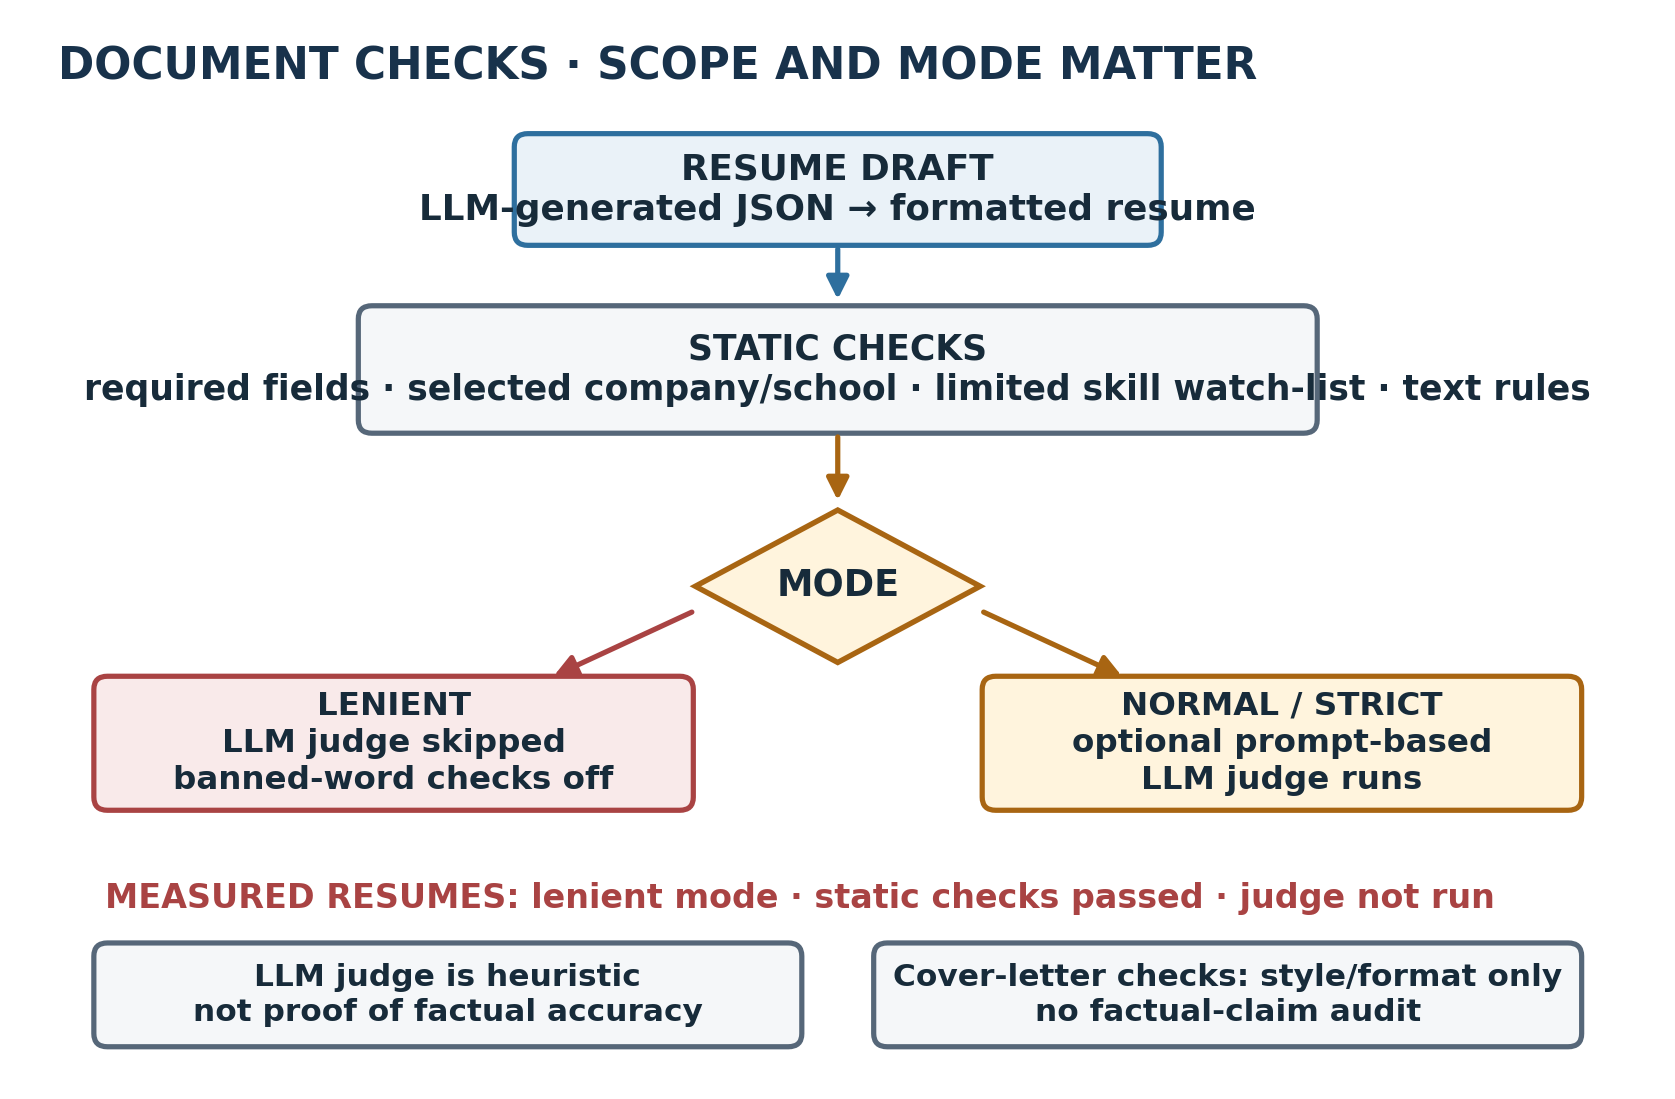 DOCUMENT CHECKS · SCOPE AND MODE MATTER
RESUME DRAFT
LLM-generated JSON → formatted resume
STATIC CHECKS
required fields · selected company/school · limited skill watch-list · text rules
MODE
LENIENT
LLM judge skipped
banned-word checks off
NORMAL / STRICT
optional prompt-based
LLM judge runs
MEASURED RESUMES: lenient mode · static checks passed · judge not run
LLM judge is heuristic
not proof of factual accuracy
Cover-letter checks: style/format only
no factual-claim audit